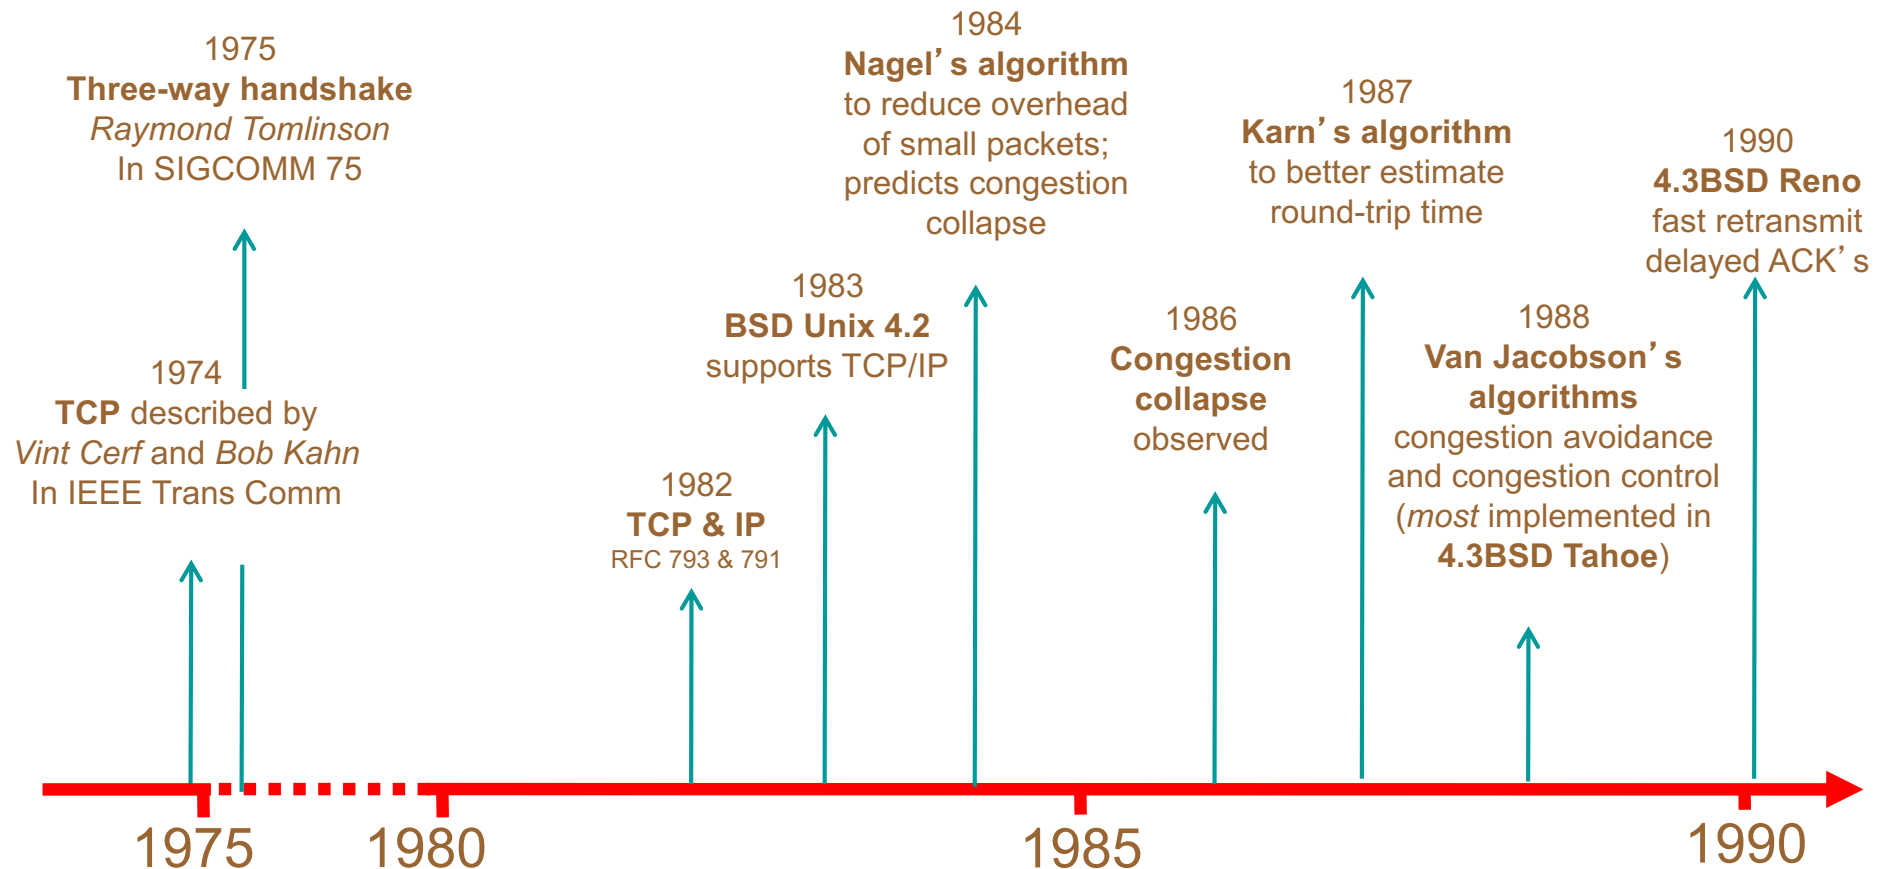 1975
Three-way handshake
Raymond Tomlinson
In SIGCOMM 75
1974
TCP described by
Vint Cerf and Bob Kahn
In IEEE Trans Comm
1982
TCP & IP
RFC 793 & 791
1983
BSD Unix 4.2
supports TCP/IP
1984
Nagel’s algorithm
to reduce overhead
of small packets;
predicts congestion
collapse
1986
Congestion
collapse
observed
1987
Karn’s algorithm
to better estimate
round-trip time
1988
Van Jacobson’s
algorithms
congestion avoidance
and congestion control
(most implemented in
4.3BSD Tahoe)
1990
4.3BSD Reno
fast retransmit
delayed ACK’s
1975
1980
1985
1990